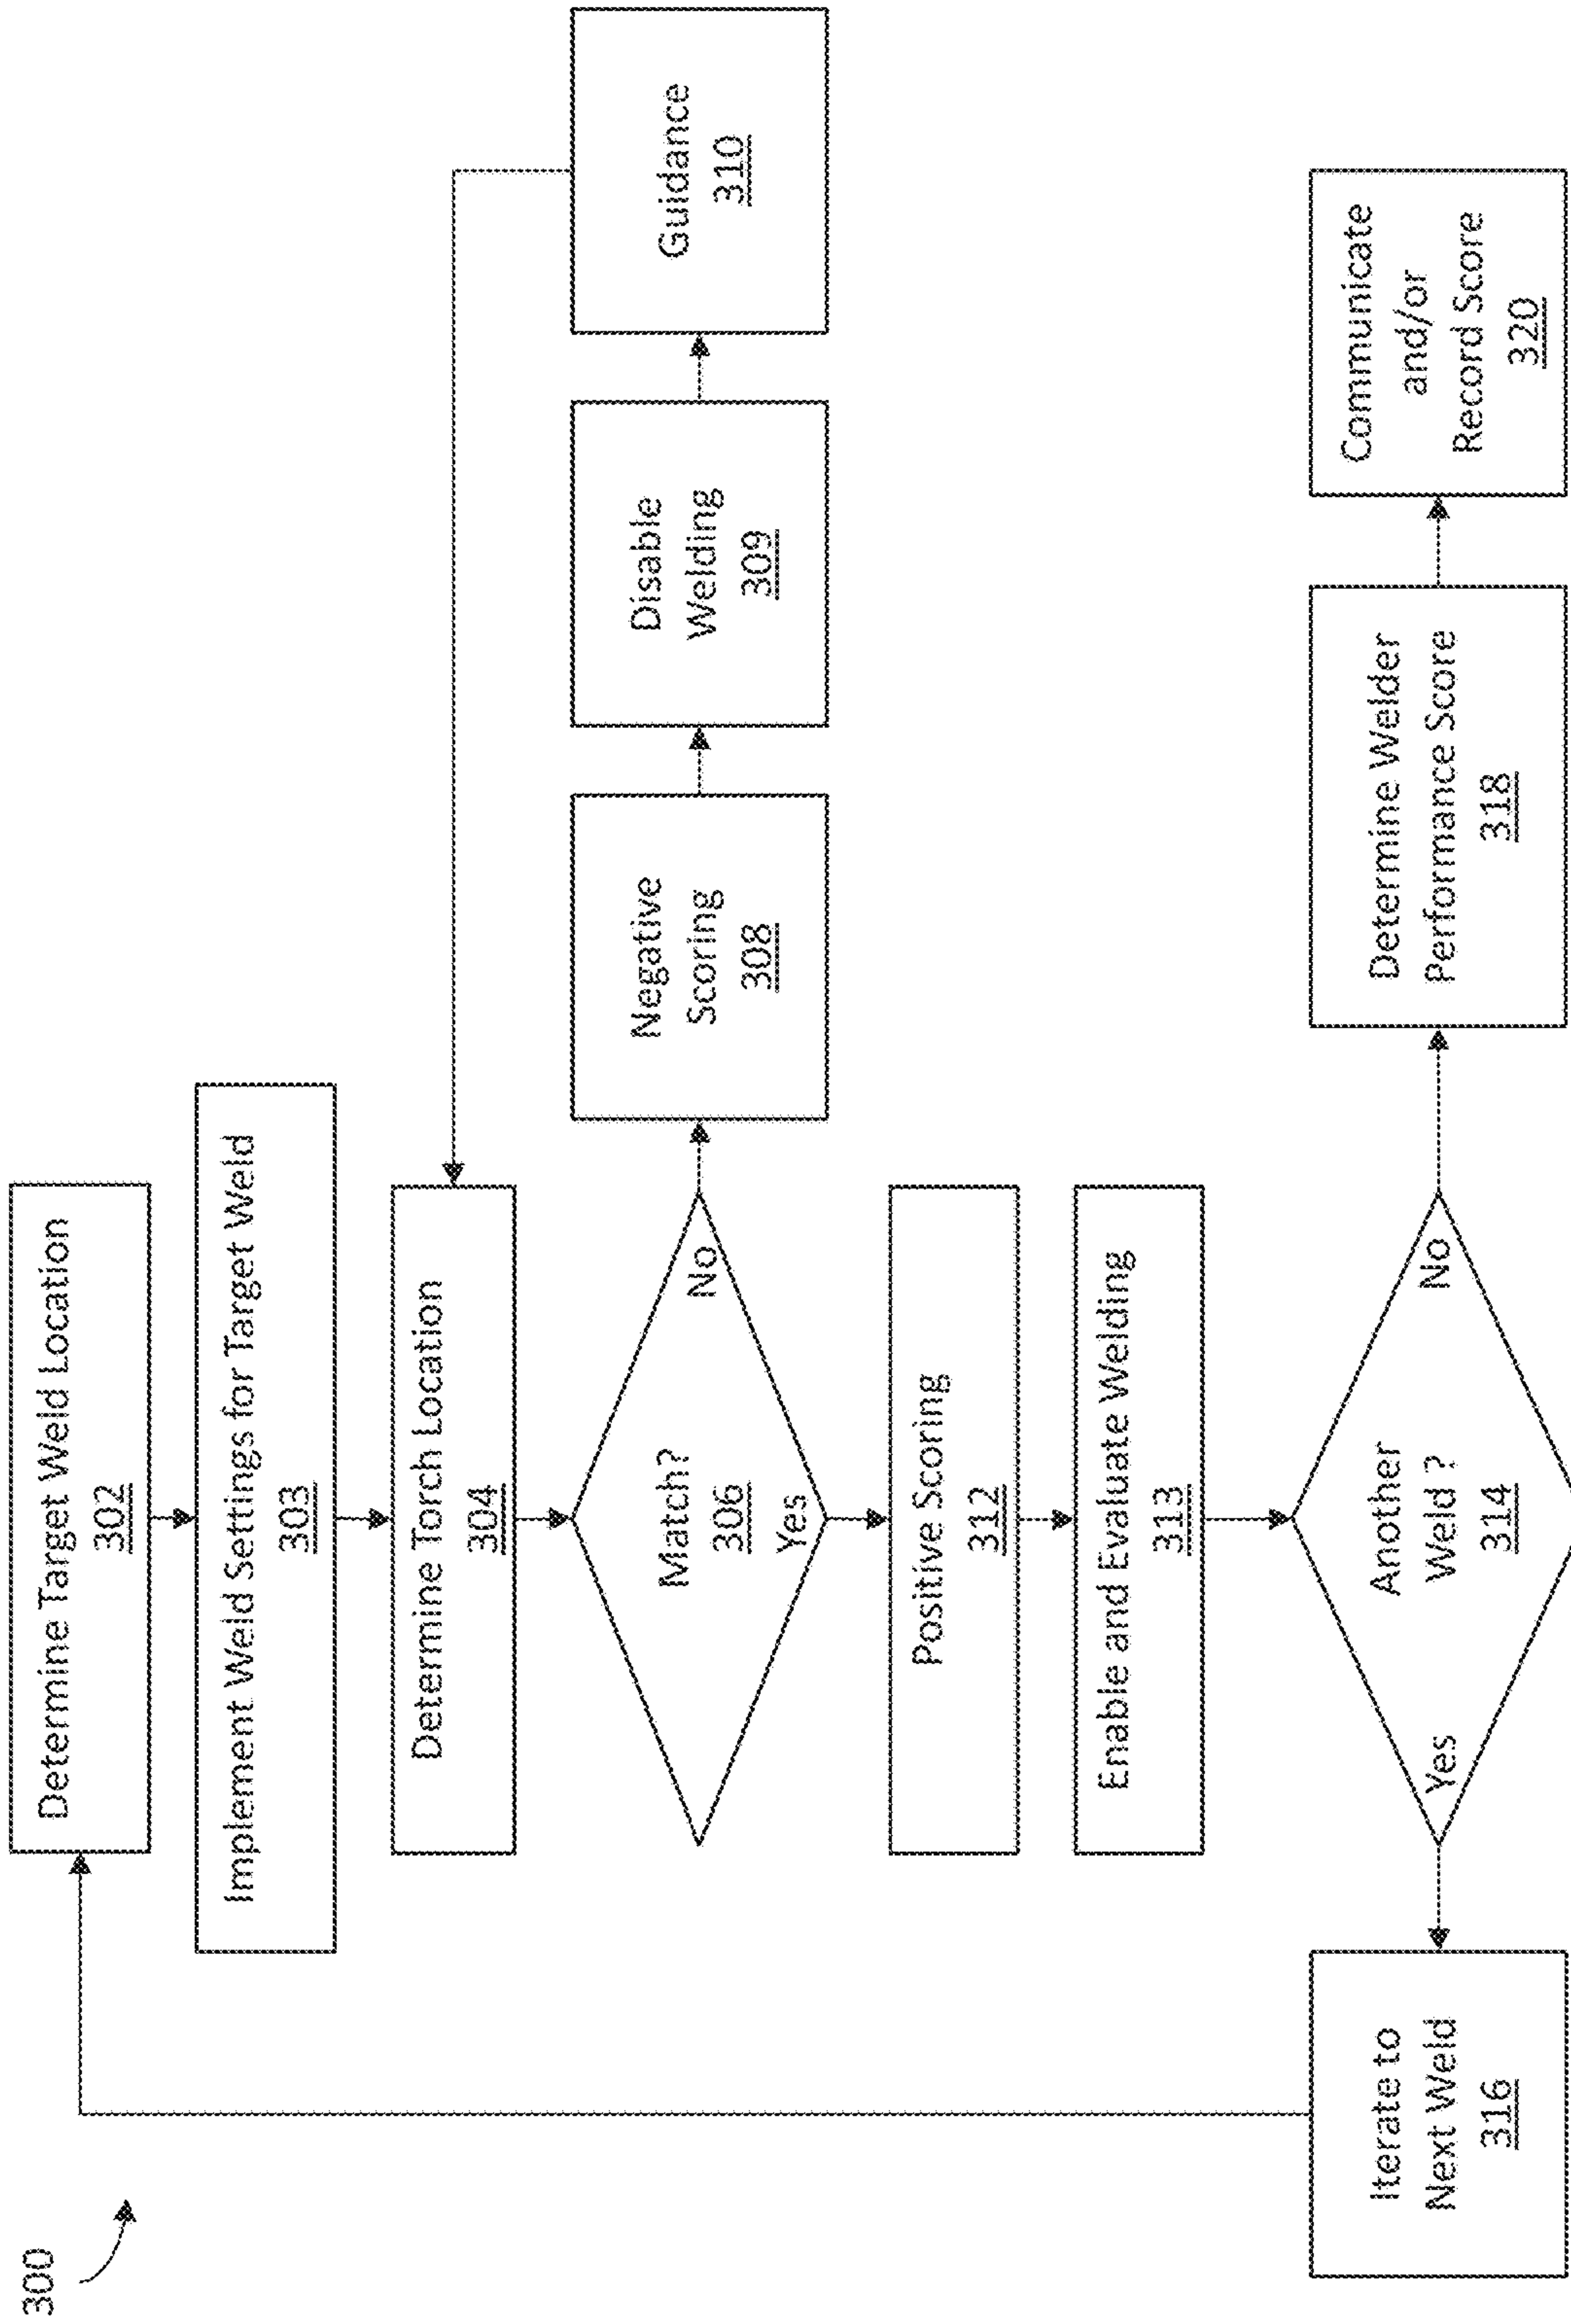 300
Determine Target Weld Location
302
Implement Weld Settings for Target Weld
303
Determine Torch Location
304
Match?
306
Yes
No
Negative
Scoring
308
Disable
Welding
309
Guidance
310
Positive Scoring
312
Enable and Evaluate Welding
313
Another
Weld ?
314
Yes
No
Iterate to
Next Weld
316
Determine Welder
Performance Score
318
Communicate
and/or
Record Score
320